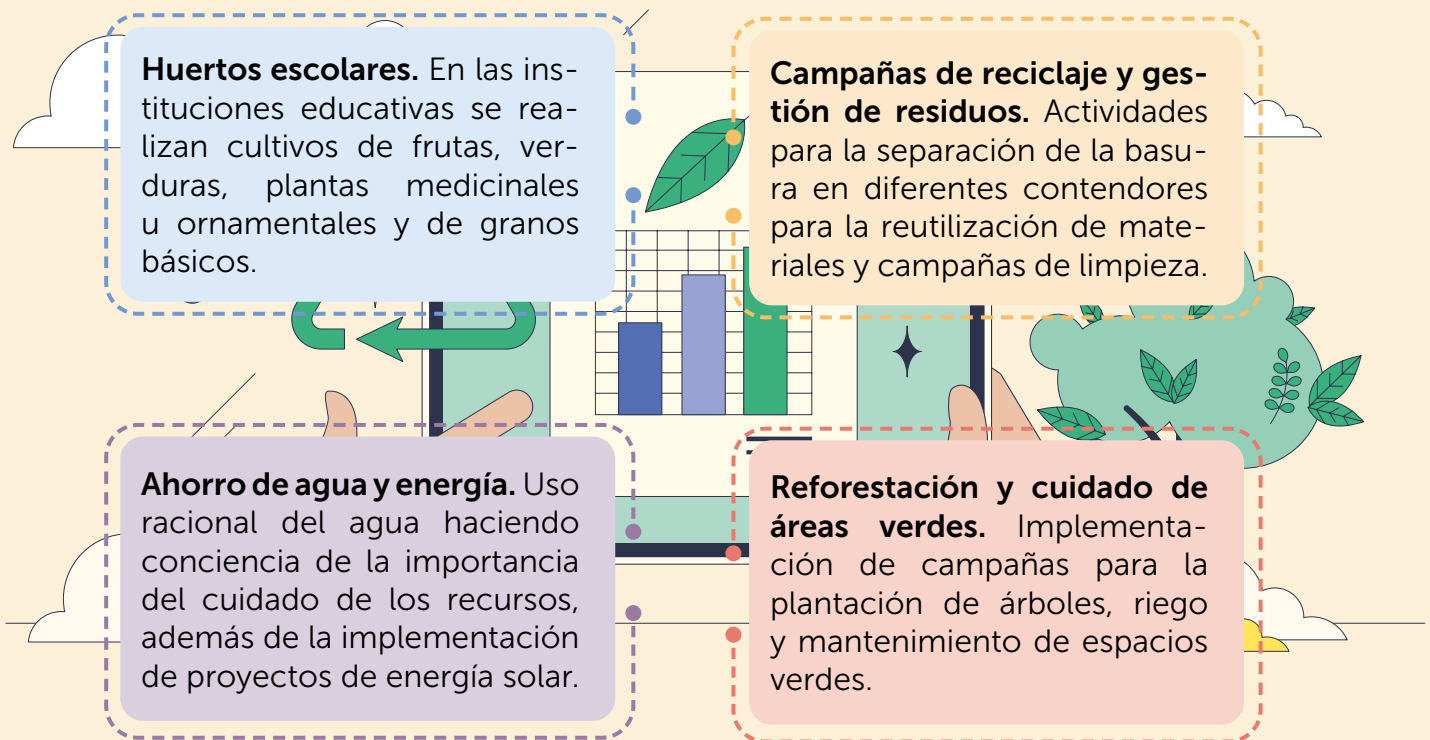 Huertos escolares. En las ins-
tituciones educativas se rea-
lizan cultivos de frutas, ver-
duras, plantas medicinales
u ornamentales y de granos
básicos.
Campañas de reciclaje y ges-
tión de residuos. Actividades
para la separación de la basu-
ra en diferentes contendores
para la reutilización de mate-
riales y campañas de limpieza.
Ahorro de agua y energía. Uso
racional del agua haciendo
conciencia de la importancia
del cuidado de los recursos,
además de la implementación
de proyectos de energía solar.
Reforestación y cuidado de
áreas verdes. Implementa-
ción de campañas para la
plantación de árboles, riego
y mantenimiento de espacios
verdes.